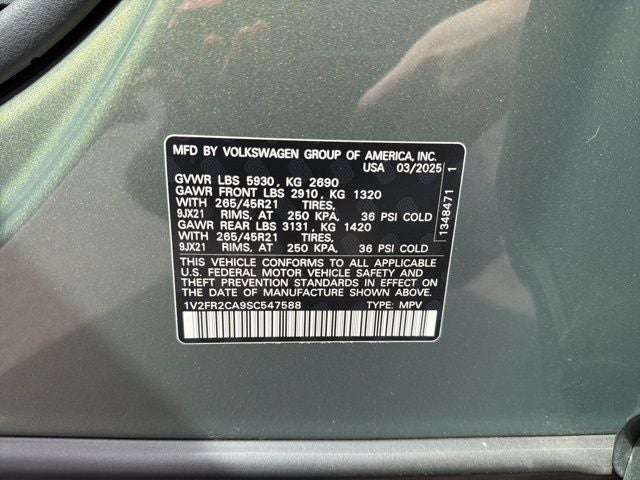 MFD BY VOLKSWAGEN GROUP OF AMERICA, INC.
USA 03/2025
GVWR LBS 5930 , KG 2690
GAWR FRONT LBS 2910 , KG 1320
WITH 265/45R21 TIRES,
9JX21 RIMS, AT 250 KPA, 36 PSI COLD
GAWR REAR LBS 3131 , KG 1420
WITH 265/45R21 TIRES,
9JX21 RIMS, AT 250 KPA, 36 PSI COLD
THIS VEHICLE CONFORMS TO ALL APPLICABLE
U.S. FEDERAL MOTOR VEHICLE SAFETY AND
THEFT PREVENTION STANDARDS IN EFFECT ON
THE DATE OF MANUFACTURE SHOWN ABOVE.
1V2FR2CA9SC547588 TYPE: MPV
1348471 1